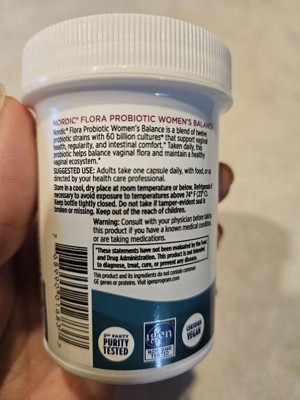 NORDIC® FLORA PROBIOTIC WOMEN'S BALANCE
Nordic® Flora Probiotic Women's Balance is a blend of twelve
probiotic strains with 60 billion cultures* that support vaginal
health, regularity, and intestinal comfort.* Taken daily, this
probiotic helps balance vaginal flora and maintain a healthy
vaginal ecosystem.*
SUGGESTED USE: Adults take one capsule daily, with food, or as
directed by your health care professional.
Store in a cool, dry place at room temperature or below. Refrigerate if
necessary to avoid exposure to temperatures above 74° F (23° C).
Keep bottle tightly closed. Do not take if tamper-evident seal is
broken or missing. Keep out of the reach of children.
Warning: Consult with your physician before using
this product if you have a known medical condition
or are taking medications.
*These statements have not been evaluated by the Food
and Drug Administration. This product is not intended
to diagnose, treat, cure, or prevent any disease.
This product and its ingredients do not contain
GE genes or proteins. Visit igenprogram.com.
3RD PARTY
PURITY
TESTED
igen
TESTED
CERTIFIED
VEGAN